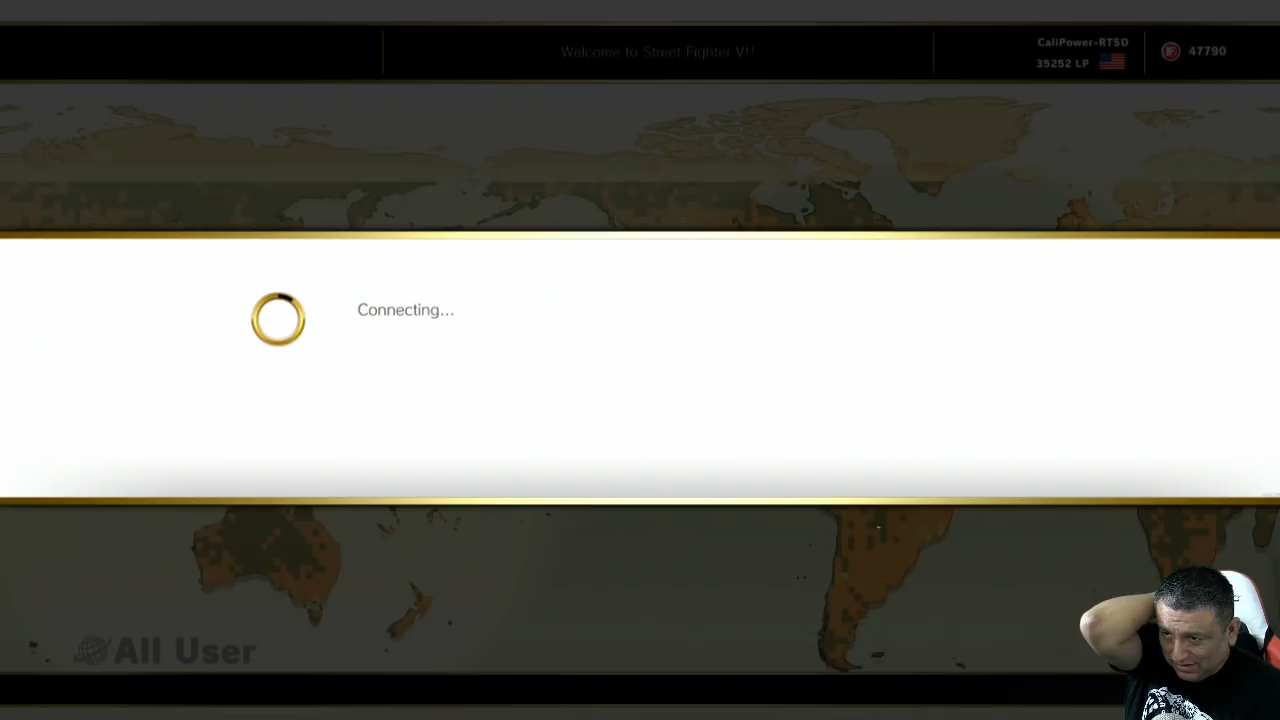 Welcome to Street Fighter V!!
CaliPower-RTSD
35252 LP
47790
Connecting...
All User